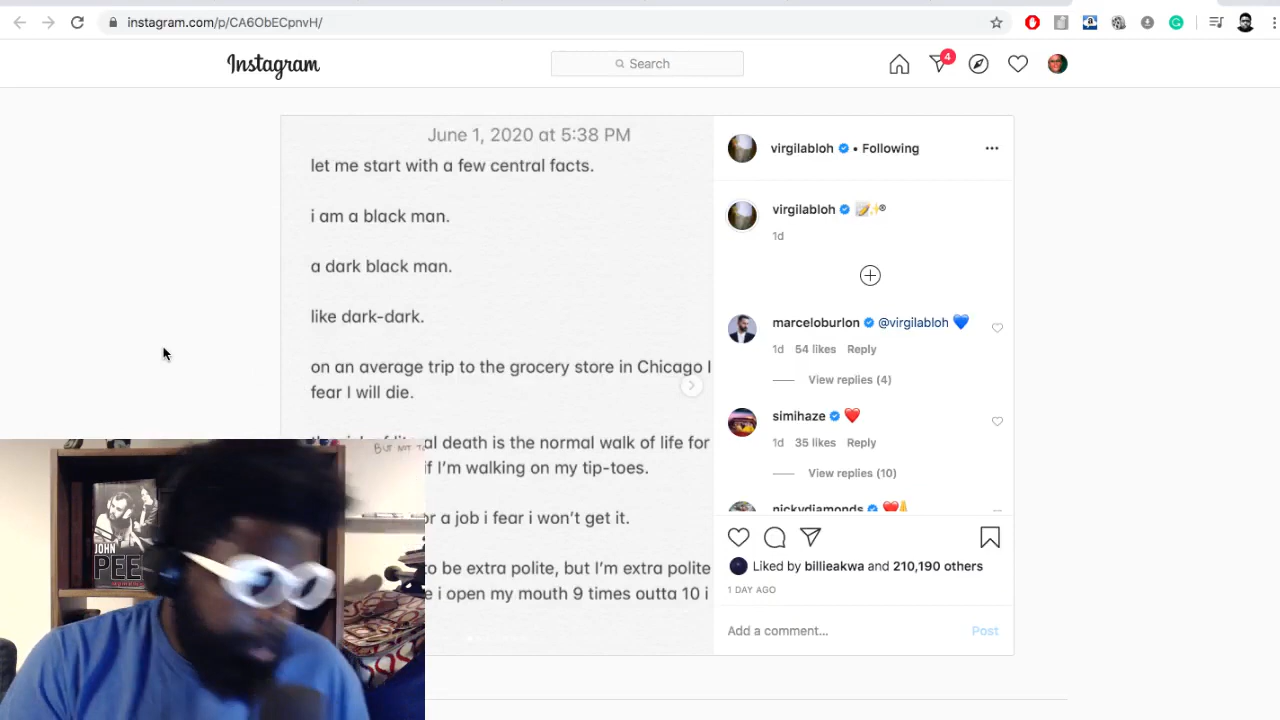 instagram.com/p/CA6ObECpnvH/
Instagram
Search
4
June 1, 2020 at 5:38 PM
let me start with a few central facts.
i am a black man.
a dark black man.
like dark-dark.
on an average trip to the grocery store in Chicago I
fear I will die.
al death is the normal walk of life for
if I'm walking on my tip-toes.
or a job i fear i won't get it.
to be extra polite, but I'm extra polite
e i open my mouth 9 times outta 10 i
virgilabloh • Following
virgilabloh
1d
marceloburlon @virgilabloh
1d 54 likes Reply
View replies (4)
simihaze
1d 35 likes Reply
View replies (10)
nickydiamonds
Liked by billieakwa and 210,190 others
1 DAY AGO
Add a comment...
Post
BUT NOT
JOHN
PEE